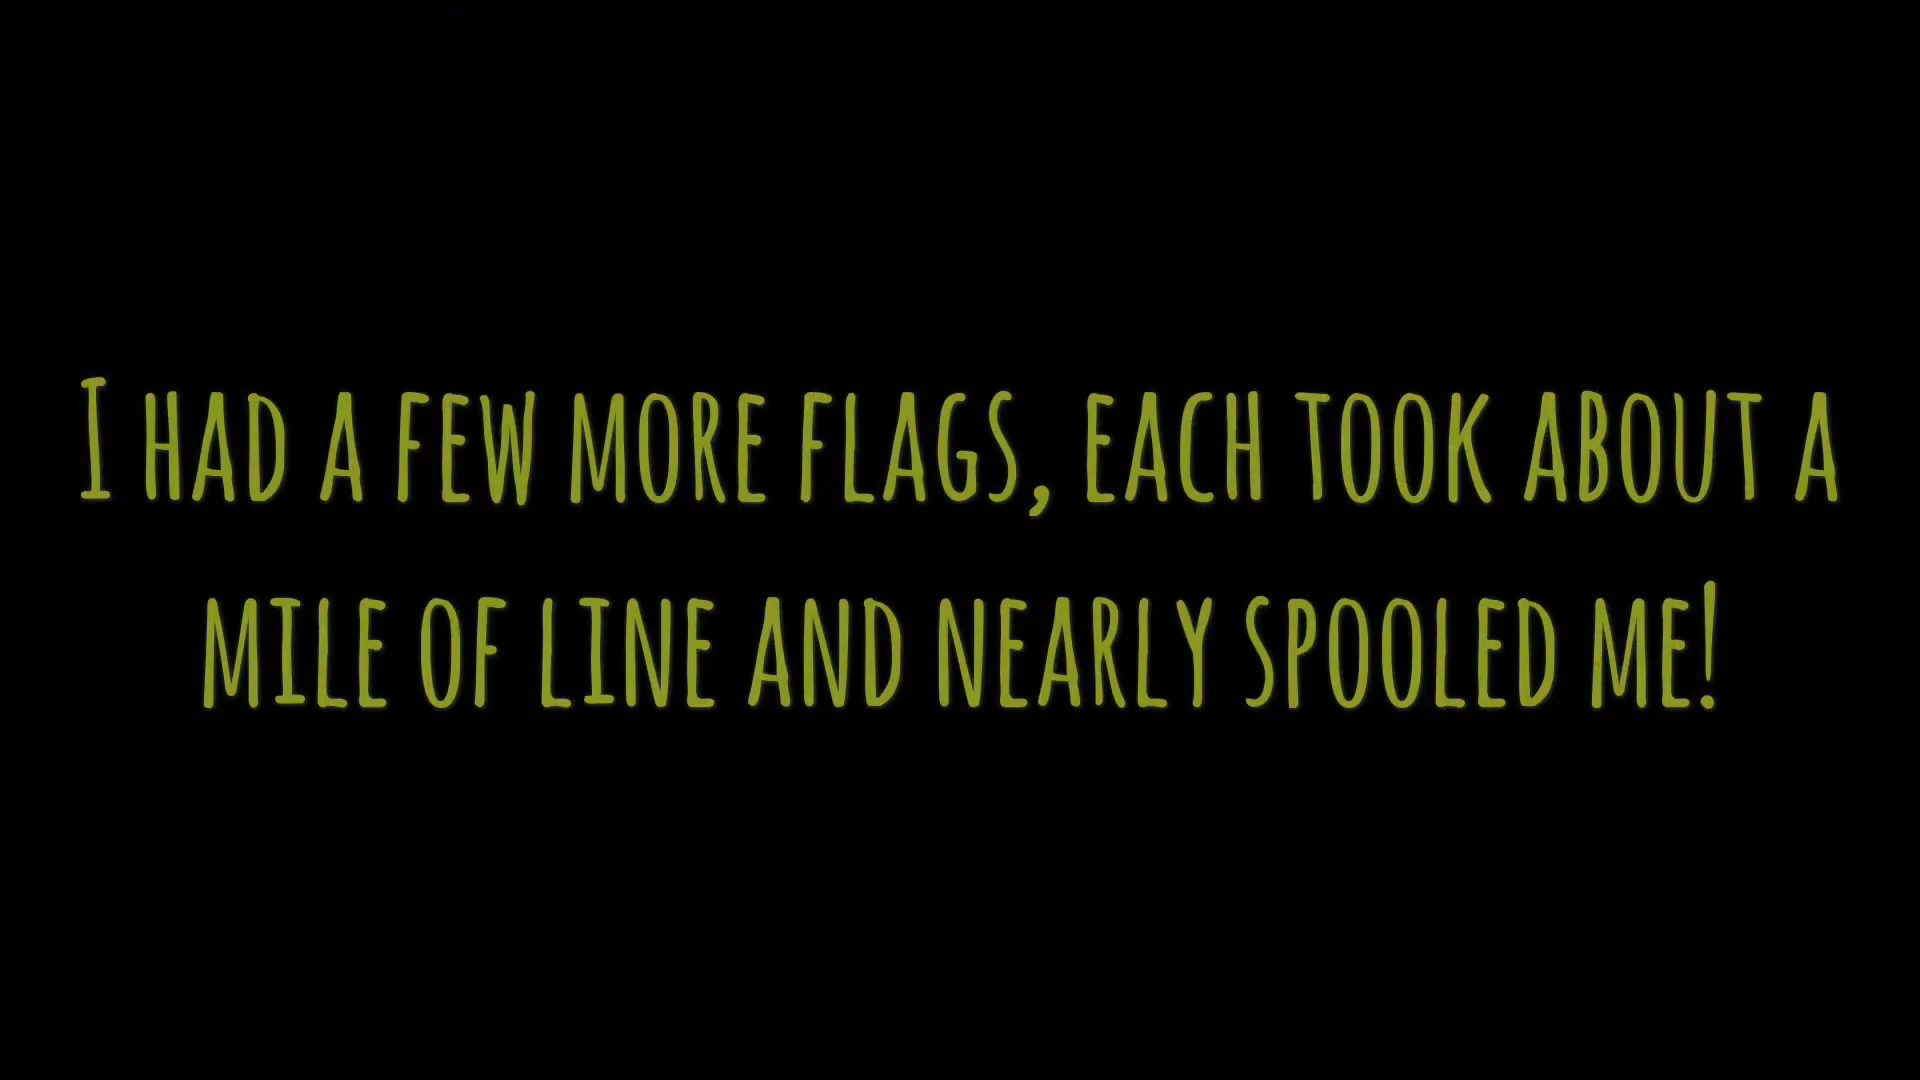 I HAD A FEW MORE FLAGS, EACH TOOK ABOUT A
MILE OF LINE AND NEARLY SPOOLED ME!